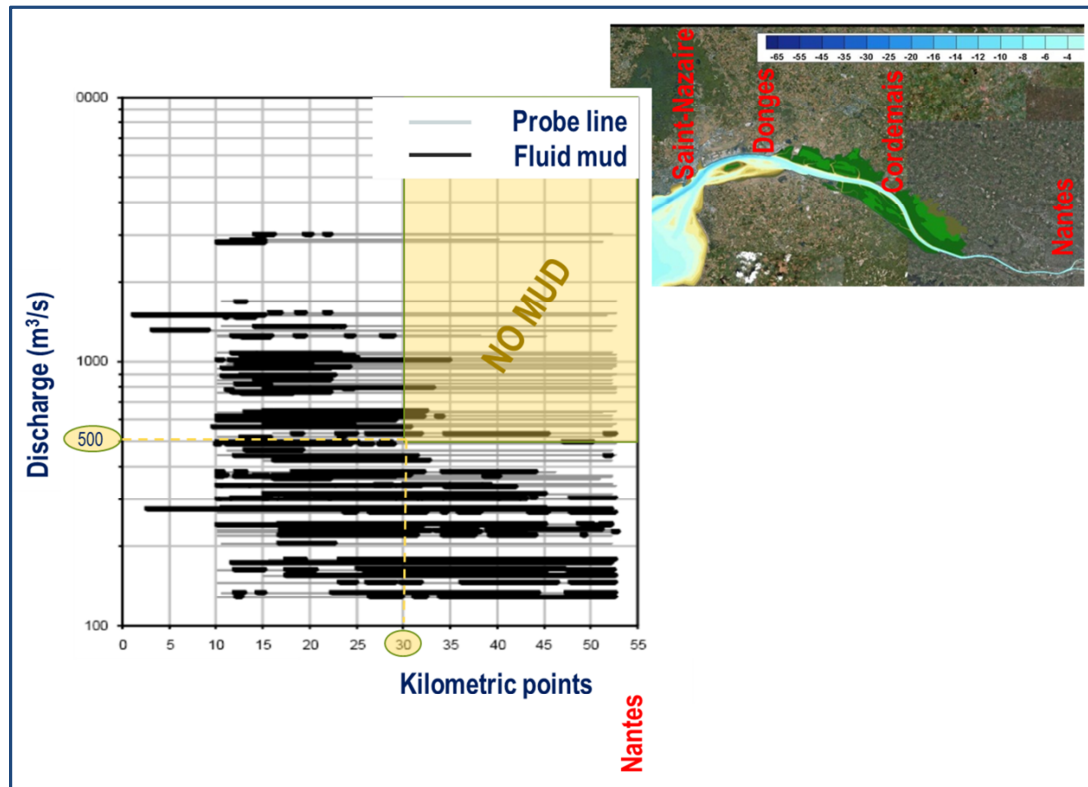 -65 -55 -45 -35 -25 -20 -16 -14 -12 -10 -8 -6 -4
Saint-Nazaire
Donges
Cordemais
Nantes
0000
Probe line
Fluid mud
NO MUD
Discharge (m³/s)
1000
500
100
0 5 10 15 20 25 30 35 40 45 50 55
Kilometric points
Nantes